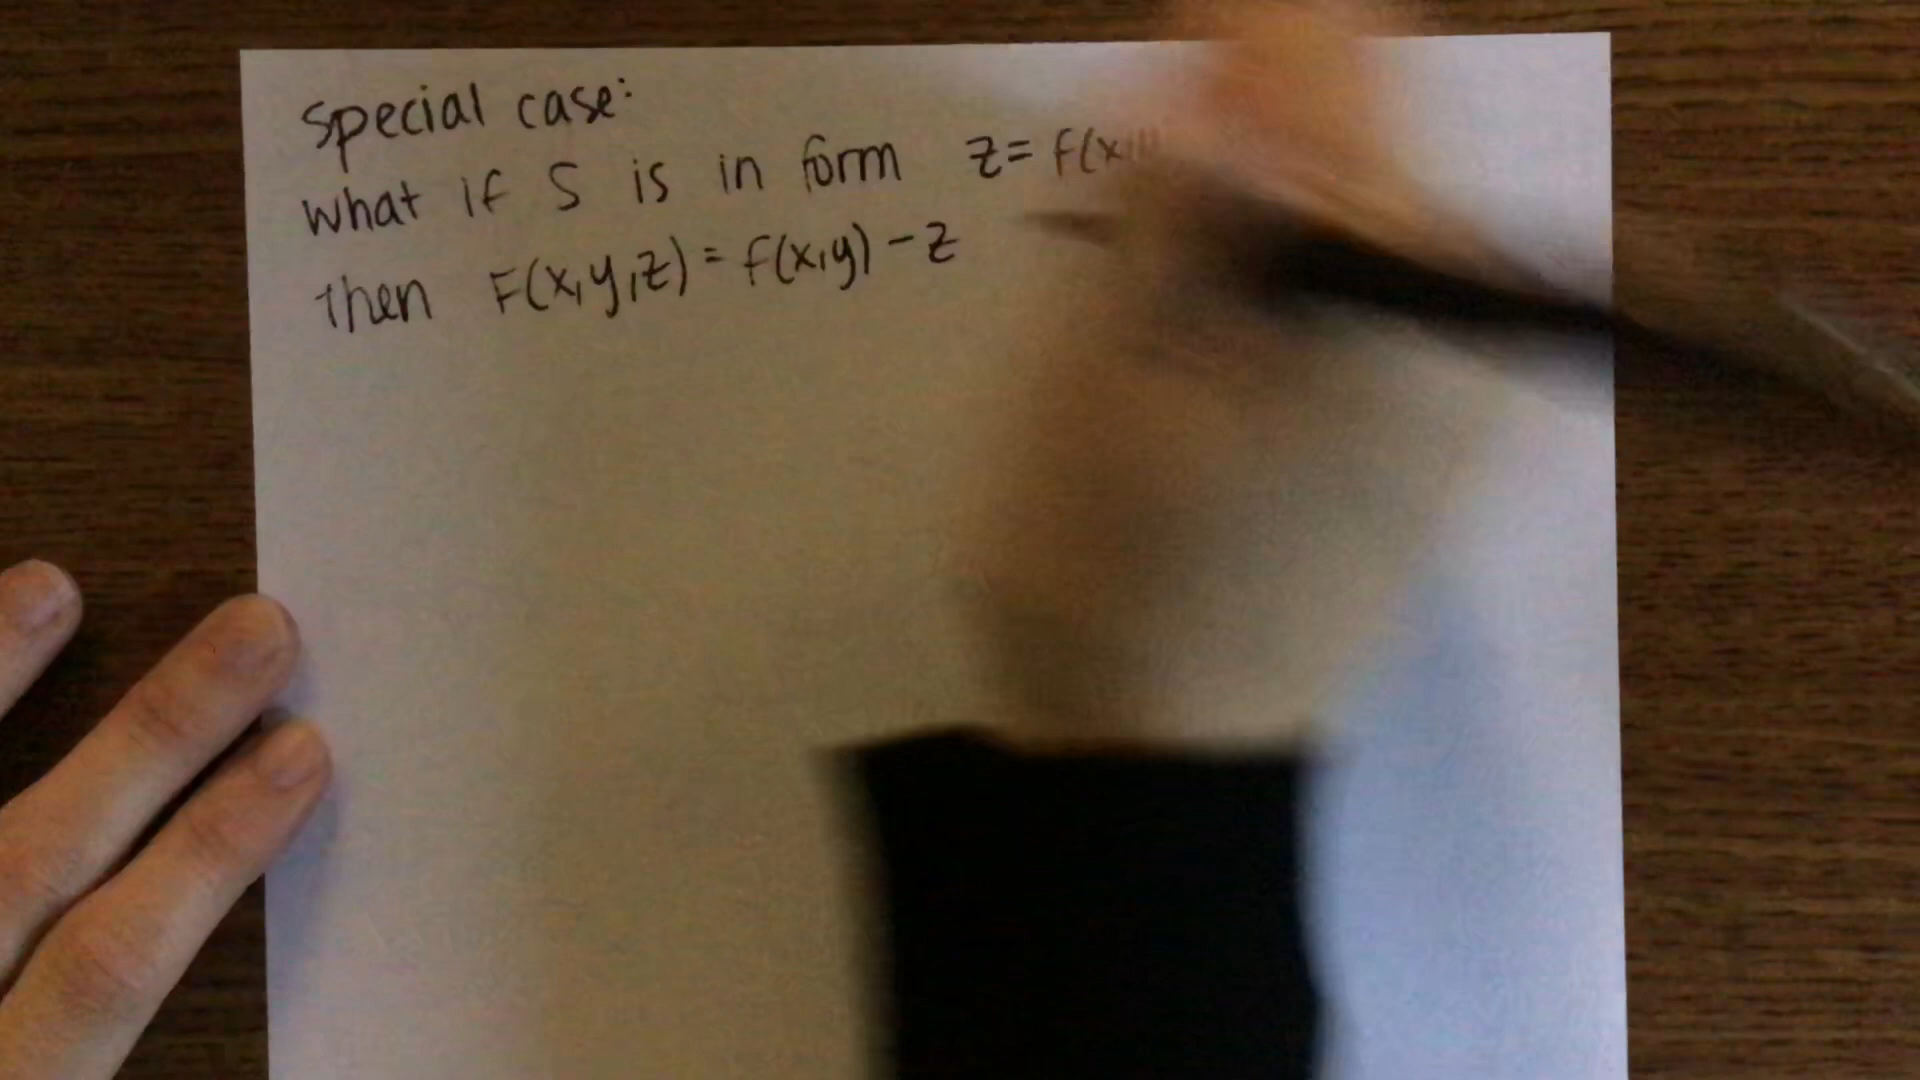 special case:
what if S is in form z= f(x,y
then F(x,y,z) = f(x,y) - z